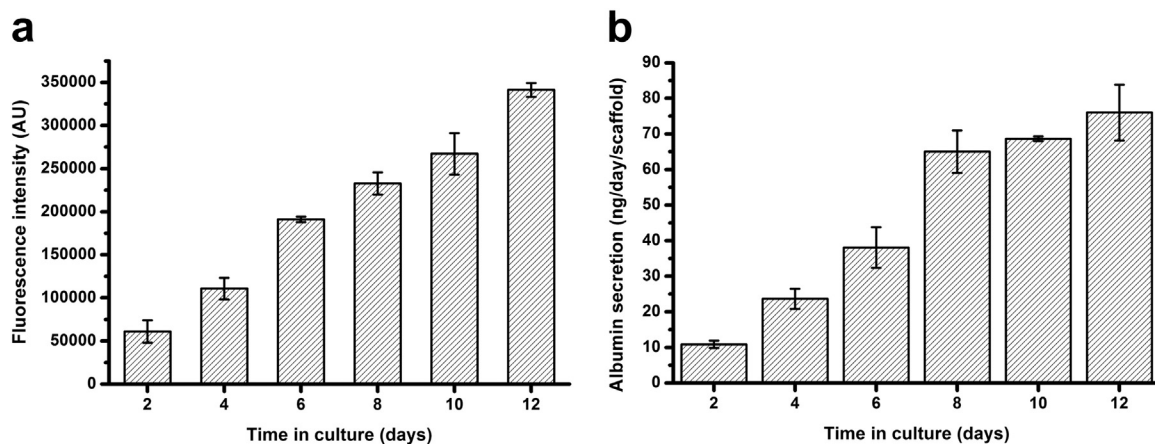 a
Fluorescence intensity (AU)
350000
300000
250000
200000
150000
100000
50000
0
2 4 6 8 10 12
Time in culture (days)
b
Albumin secretion (ng/day/scaffold)
90
80
70
60
50
40
30
20
10
0
2 4 6 8 10 12
Time in culture (days)